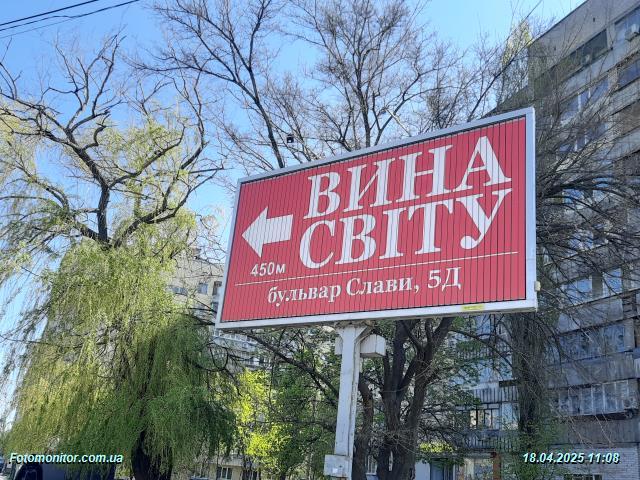 ВИНА
СВІТУ
450м
бульвар Слави, 5Д
Fotomonitor.com.ua
18.04.2025 11:08